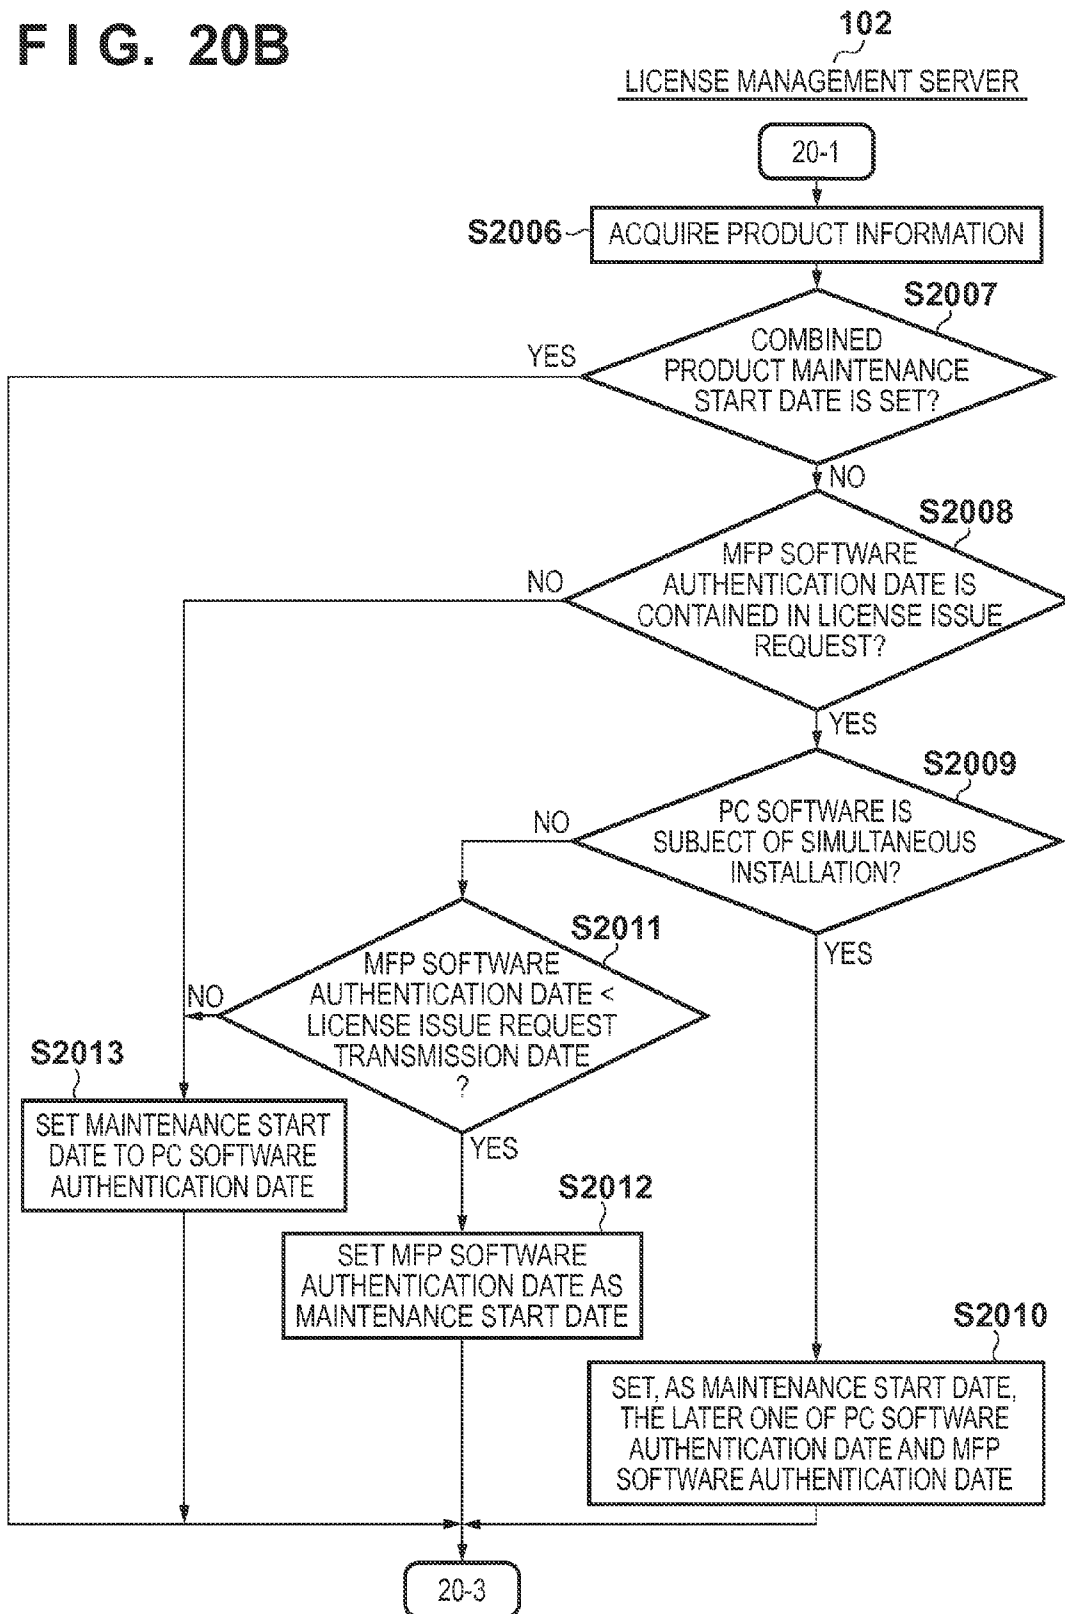 FIG. 20B
102
LICENSE MANAGEMENT SERVER
20-1
S2006
ACQUIRE PRODUCT INFORMATION
S2007
COMBINED
PRODUCT MAINTENANCE
START DATE IS SET?
YES
NO
S2008
MFP SOFTWARE
AUTHENTICATION DATE IS
CONTAINED IN LICENSE ISSUE
REQUEST?
NO
YES
S2009
PC SOFTWARE IS
SUBJECT OF SIMULTANEOUS
INSTALLATION?
NO
YES
S2011
MFP SOFTWARE
AUTHENTICATION DATE <
LICENSE ISSUE REQUEST
TRANSMISSION DATE
?
NO
YES
S2013
SET MAINTENANCE START
DATE TO PC SOFTWARE
AUTHENTICATION DATE
S2012
SET MFP SOFTWARE
AUTHENTICATION DATE AS
MAINTENANCE START DATE
S2010
SET, AS MAINTENANCE START DATE,
THE LATER ONE OF PC SOFTWARE
AUTHENTICATION DATE AND MFP
SOFTWARE AUTHENTICATION DATE
20-3